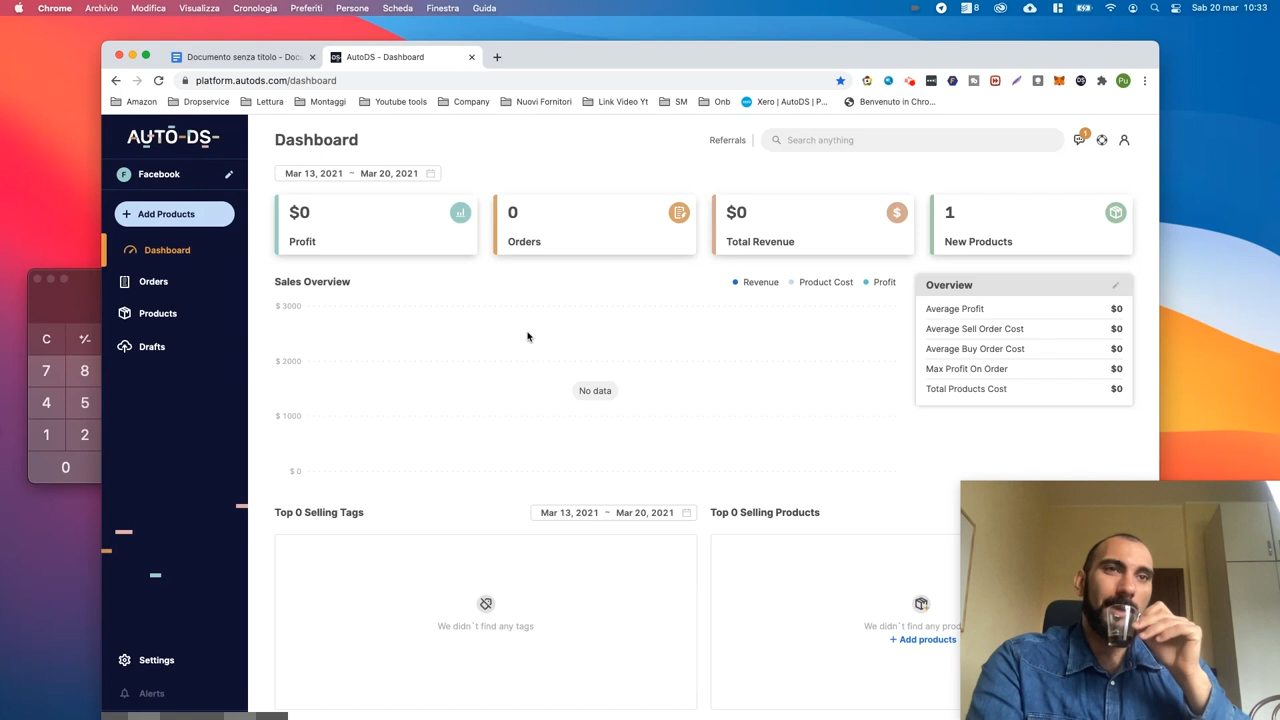 Chrome Archivio Modifica Visualizza Cronologia Preferiti Persone Scheda Finestra Guida 8 Sab 20 mar 10:33
Documento senza titolo - Docu AutoDS - Dashboard
platform.autods.com/dashboard Pu
Amazon Dropservice Lettura Montaggi Youtube tools Company Nuovi Fornitori Link Video Yt SM Onb Xero | AutoDS | P... Benvenuto in Chro...
AUTO-DS-
Dashboard
Referrals
Search anything
1
F Facebook
Mar 13, 2021 ~ Mar 20, 2021
+ Add Products
$0
Profit
0
Orders
$0
Total Revenue
1
New Products
Dashboard
Orders
Products
Drafts
Sales Overview
Revenue Product Cost Profit
$ 3000
$ 2000
No data
$ 1000
$ 0
Overview
Average Profit $0
Average Sell Order Cost $0
Average Buy Order Cost $0
Max Profit On Order $0
Total Products Cost $0
C +/-
7 8
4 5
1 2
0
Top 0 Selling Tags
Mar 13, 2021 ~ Mar 20, 2021
We didn`t find any tags
Top 0 Selling Products
We didn`t find any prod
+ Add products
Settings
Alerts